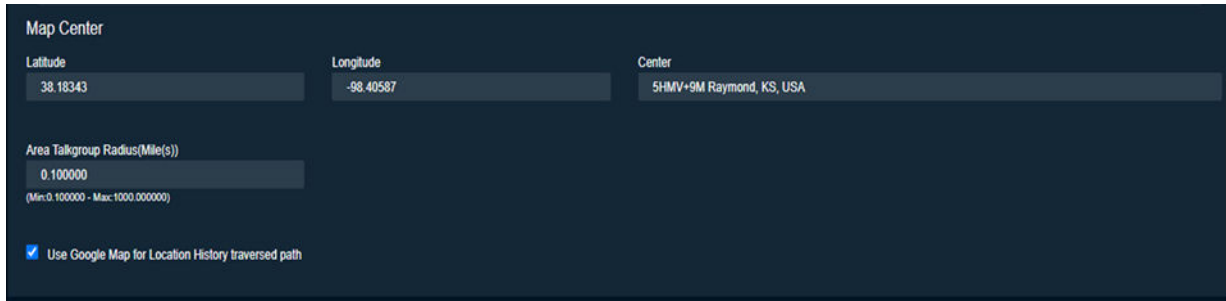 Map Center
Latitude Longitude Center
38.18343 -98.40587 5HMV+9M Raymond, KS, USA
Area Talkgroup Radius(Mile(s))
0.100000
(Min:0.100000 - Max:1000.000000)
Use Google Map for Location History traversed path